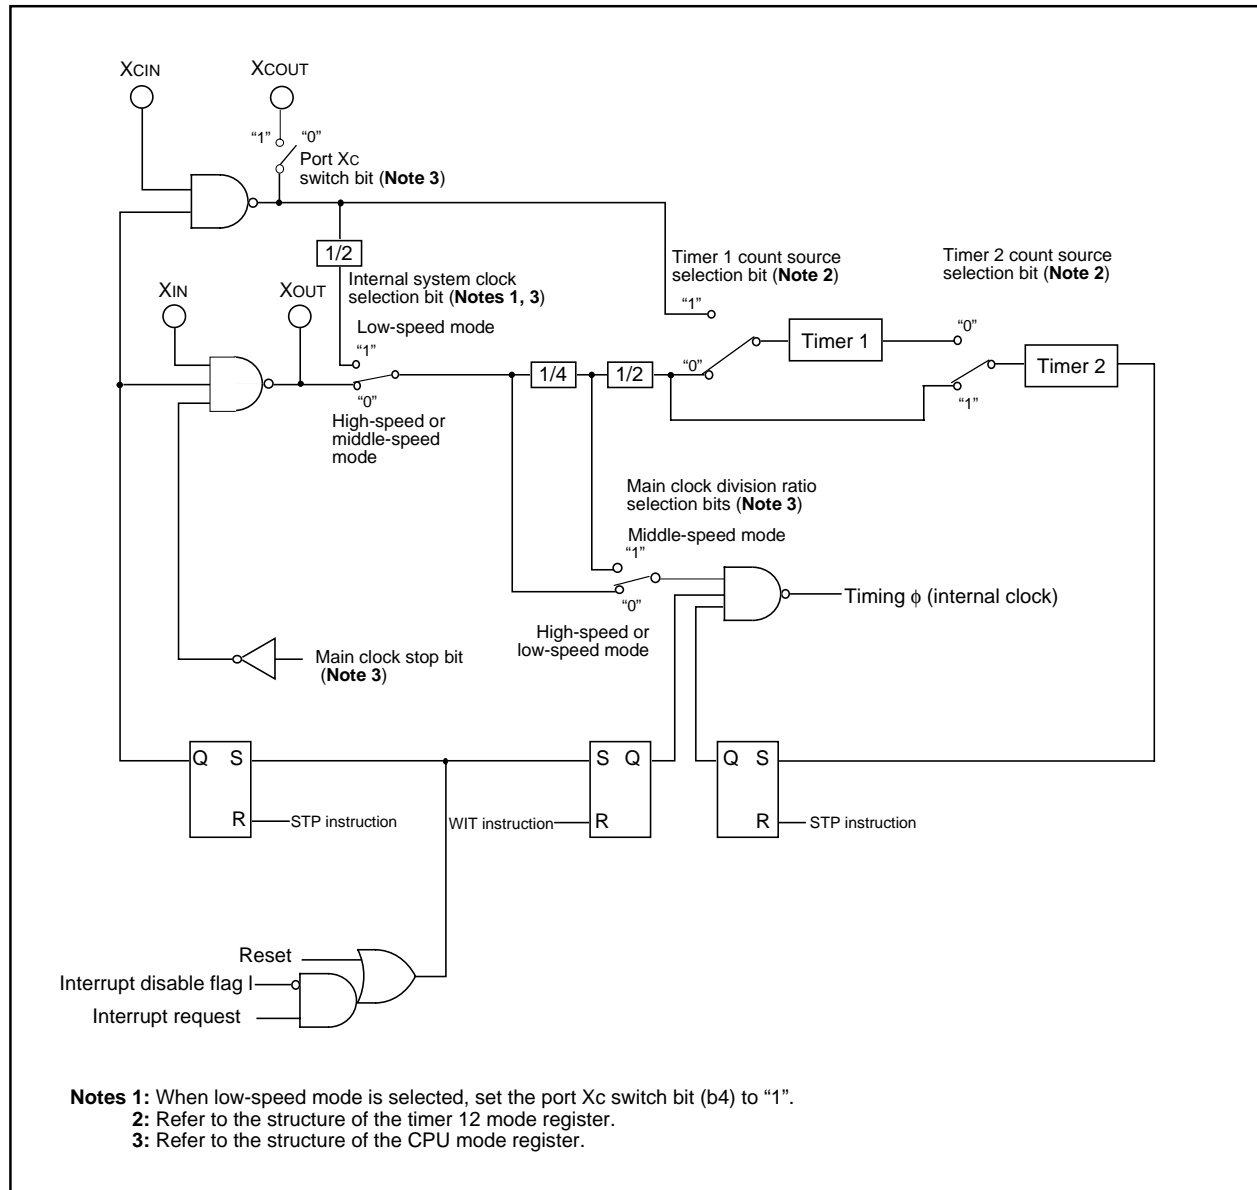 XCIN
XCOUT
“1” “0”
Port XC
switch bit (Note 3)
1/2
Timer 1 count source
selection bit (Note 2)
Timer 2 count source
selection bit (Note 2)
XIN
XOUT
Internal system clock
selection bit (Notes 1, 3)
Low-speed mode
“1”
“1”
“0”
Timer 1
“0”
“1”
“0”
1/4
1/2
Timer 2
“1”
“0”
High-speed or
middle-speed
mode
Main clock division ratio
selection bits (Note 3)
Middle-speed mode
“1”
“0”
Timing ϕ (internal clock)
High-speed or
low-speed mode
Main clock stop bit
(Note 3)
Q S
R
STP instruction
S Q
WIT instruction
R
Q S
R
STP instruction
Reset
Interrupt disable flag I
Interrupt request
Notes 1: When low-speed mode is selected, set the port Xc switch bit (b4) to “1”.
2: Refer to the structure of the timer 12 mode register.
3: Refer to the structure of the CPU mode register.